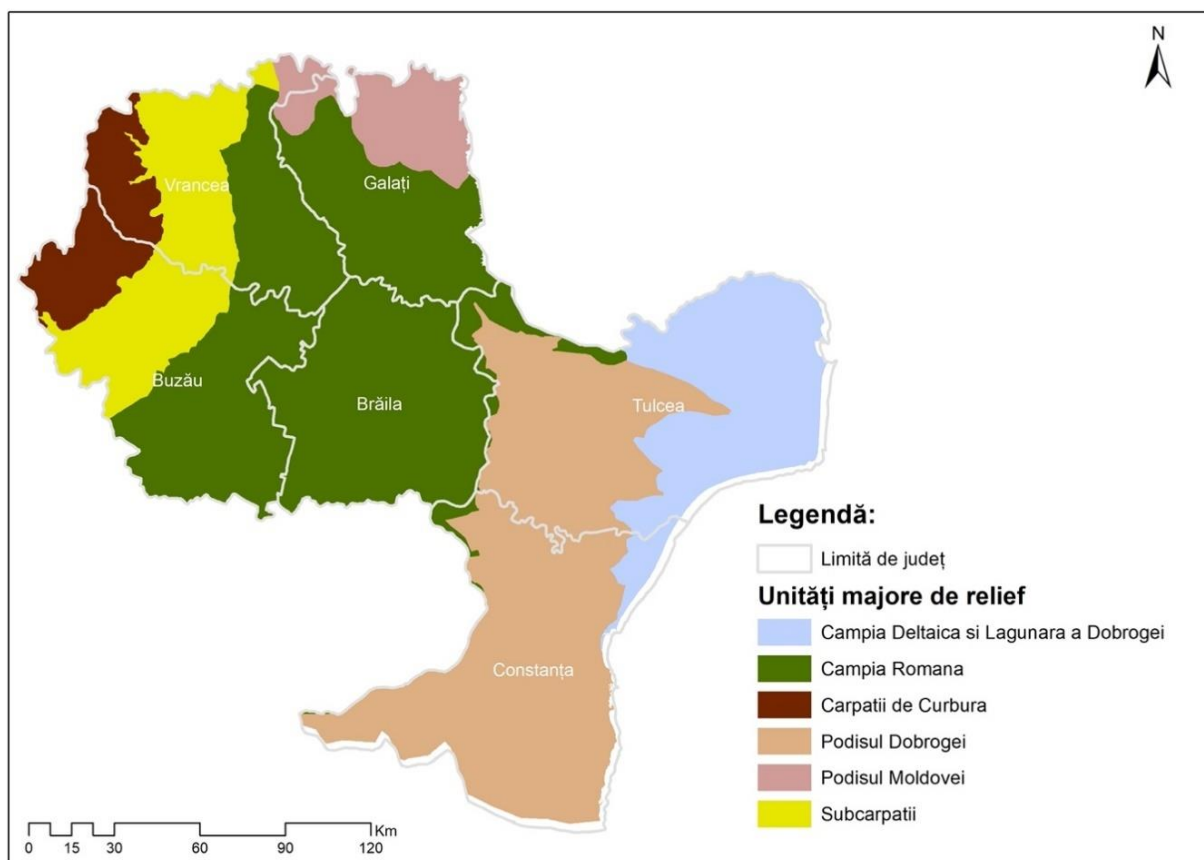 N
Vrancea
Galați
Buzău
Brăila
Tulcea
Constanța
Legendă:
Limită de județ
Unități majore de relief
Campia Deltaica si Lagunara a Dobrogei
Campia Romana
Carpatii de Curbura
Podisul Dobrogei
Podisul Moldovei
Subcarpatii
Km
0 15 30 60 90 120